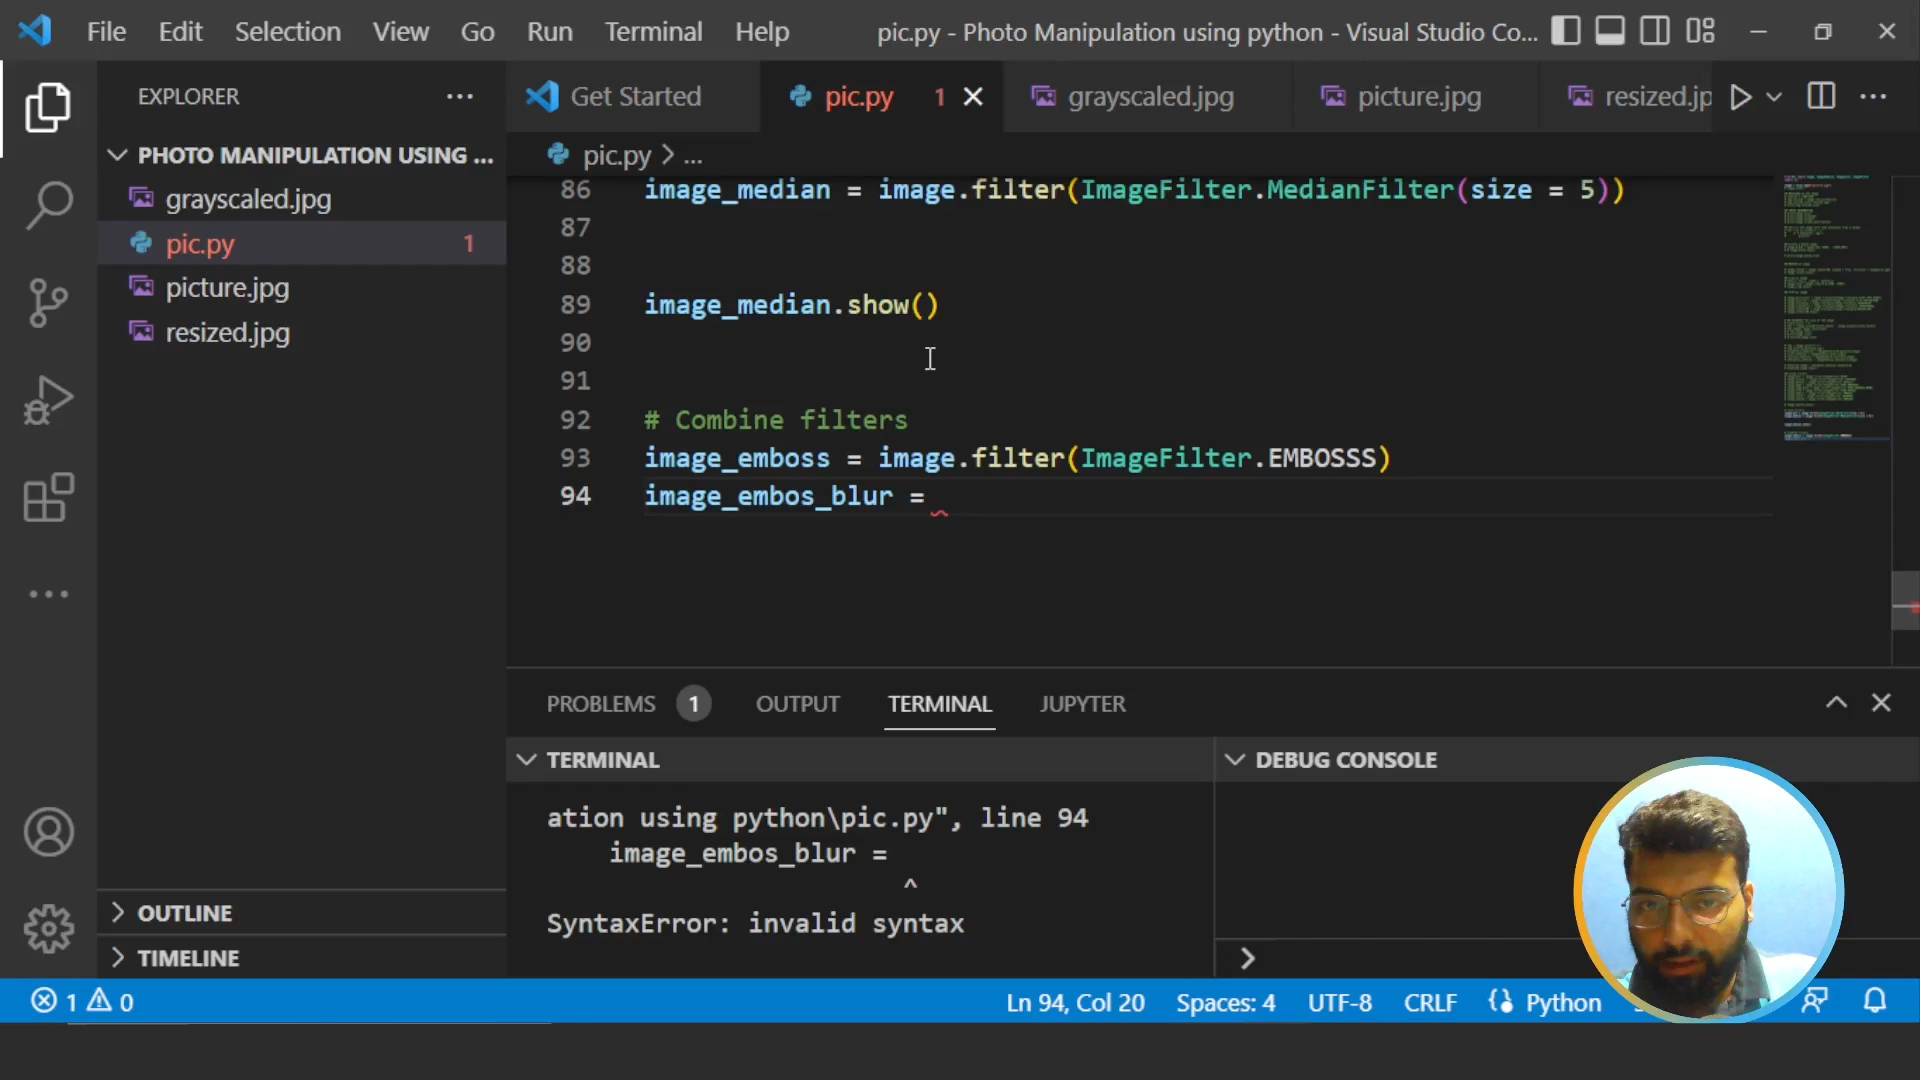 File Edit Selection View Go Run Terminal Help pic.py - Photo Manipulation using python - Visual Studio Co...
EXPLORER
PHOTO MANIPULATION USING ...
grayscaled.jpg
pic.py 1
picture.jpg
resized.jpg
OUTLINE
TIMELINE
Get Started pic.py 1 grayscaled.jpg picture.jpg resized.jp
pic.py > ...
86 image_median = image.filter(ImageFilter.MedianFilter(size = 5))
87
88
89 image_median.show()
90
91
92 # Combine filters
93 image_emboss = image.filter(ImageFilter.EMBOSSS)
94 image_embos_blur =
PROBLEMS 1 OUTPUT TERMINAL JUPYTER
TERMINAL
ation using python\pic.py", line 94
image_embos_blur =
^
SyntaxError: invalid syntax
DEBUG CONSOLE
1 0 Ln 94, Col 20 Spaces: 4 UTF-8 CRLF Python